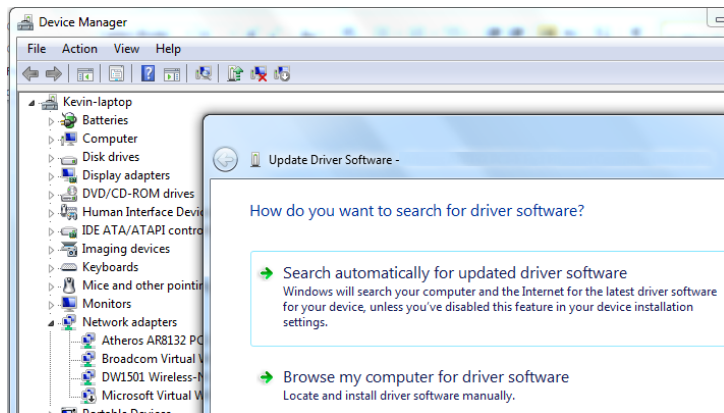 Device Manager
File Action View Help
Kevin-laptop
Batteries
Computer
Disk drives
Display adapters
DVD/CD-ROM drives
Human Interface Devic
IDE ATA/ATAPI contro
Imaging devices
Keyboards
Mice and other pointin
Monitors
Network adapters
Atheros AR8132 PC
Broadcom Virtual W
DW1501 Wireless-N
Microsoft Virtual W
Portable Devices
Update Driver Software -
How do you want to search for driver software?
Search automatically for updated driver software
Windows will search your computer and the Internet for the latest driver software
for your device, unless you've disabled this feature in your device installation
settings.
Browse my computer for driver software
Locate and install driver software manually.